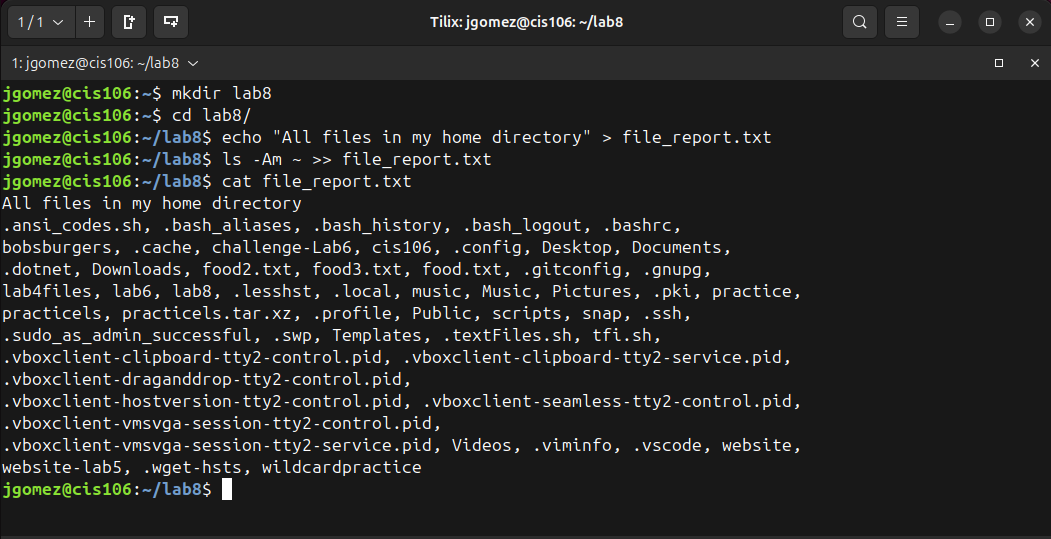 1 / 1
Tilix: jgomez@cis106: ~/lab8
1: jgomez@cis106: ~/lab8
jgomez@cis106:~$ mkdir lab8
jgomez@cis106:~$ cd lab8/
jgomez@cis106:~/lab8$ echo "All files in my home directory" > file_report.txt
jgomez@cis106:~/lab8$ ls -Am ~ >> file_report.txt
jgomez@cis106:~/lab8$ cat file_report.txt
All files in my home directory
.ansi_codes.sh, .bash_aliases, .bash_history, .bash_logout, .bashrc,
bobsburgers, .cache, challenge-Lab6, cis106, .config, Desktop, Documents,
.dotnet, Downloads, food2.txt, food3.txt, food.txt, .gitconfig, .gnupg,
lab4files, lab6, lab8, .lesshst, .local, music, Music, Pictures, .pki, practice,
practicels, practicels.tar.xz, .profile, Public, scripts, snap, .ssh,
.sudo_as_admin_successful, .swp, Templates, .textFiles.sh, tfi.sh,
.vboxclient-clipboard-tty2-control.pid, .vboxclient-clipboard-tty2-service.pid,
.vboxclient-draganddrop-tty2-control.pid,
.vboxclient-hostversion-tty2-control.pid, .vboxclient-seamless-tty2-control.pid,
.vboxclient-vmsvga-session-tty2-control.pid,
.vboxclient-vmsvga-session-tty2-service.pid, Videos, .viminfo, .vscode, website,
website-lab5, .wget-hsts, wildcardpractice
jgomez@cis106:~/lab8$